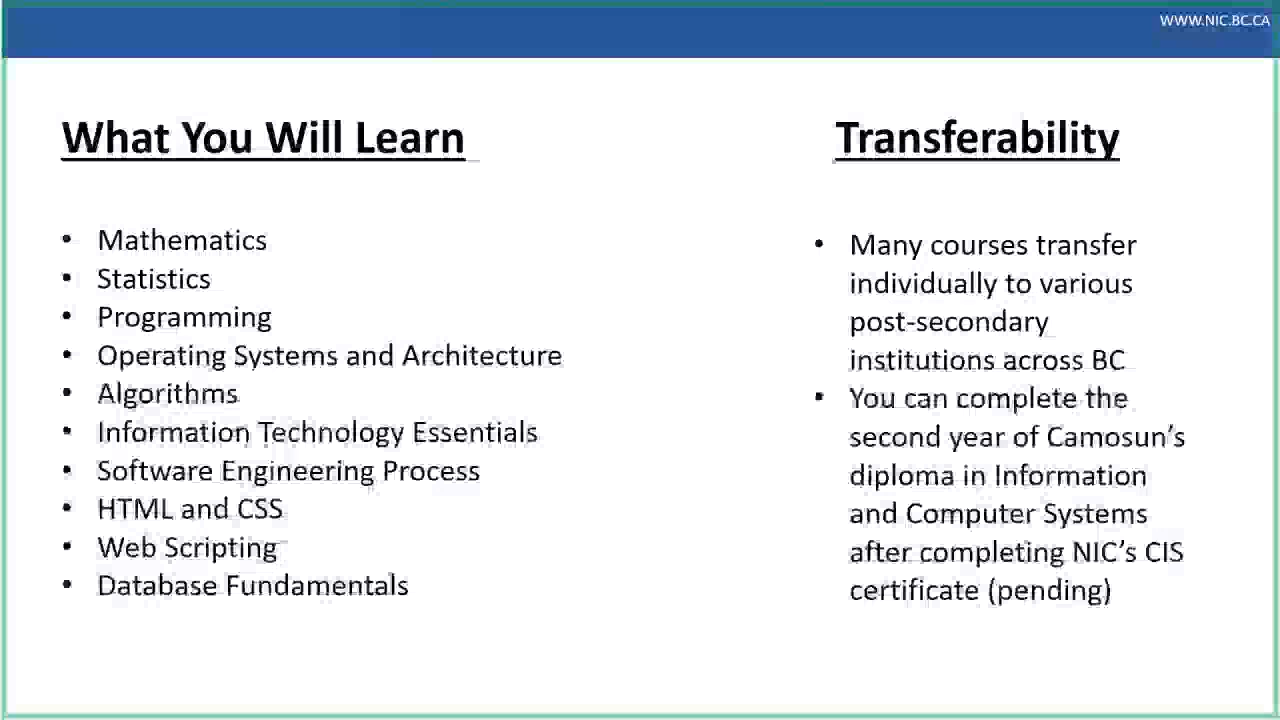 WWW.NIC.BC.CA
What You Will Learn
• Mathematics
• Statistics
• Programming
• Operating Systems and Architecture
• Algorithms
• Information Technology Essentials
• Software Engineering Process
• HTML and CSS
• Web Scripting
• Database Fundamentals
Transferability
• Many courses transfer
individually to various
post-secondary
institutions across BC
• You can complete the
second year of Camosun’s
diploma in Information
and Computer Systems
after completing NIC’s CIS
certificate (pending)